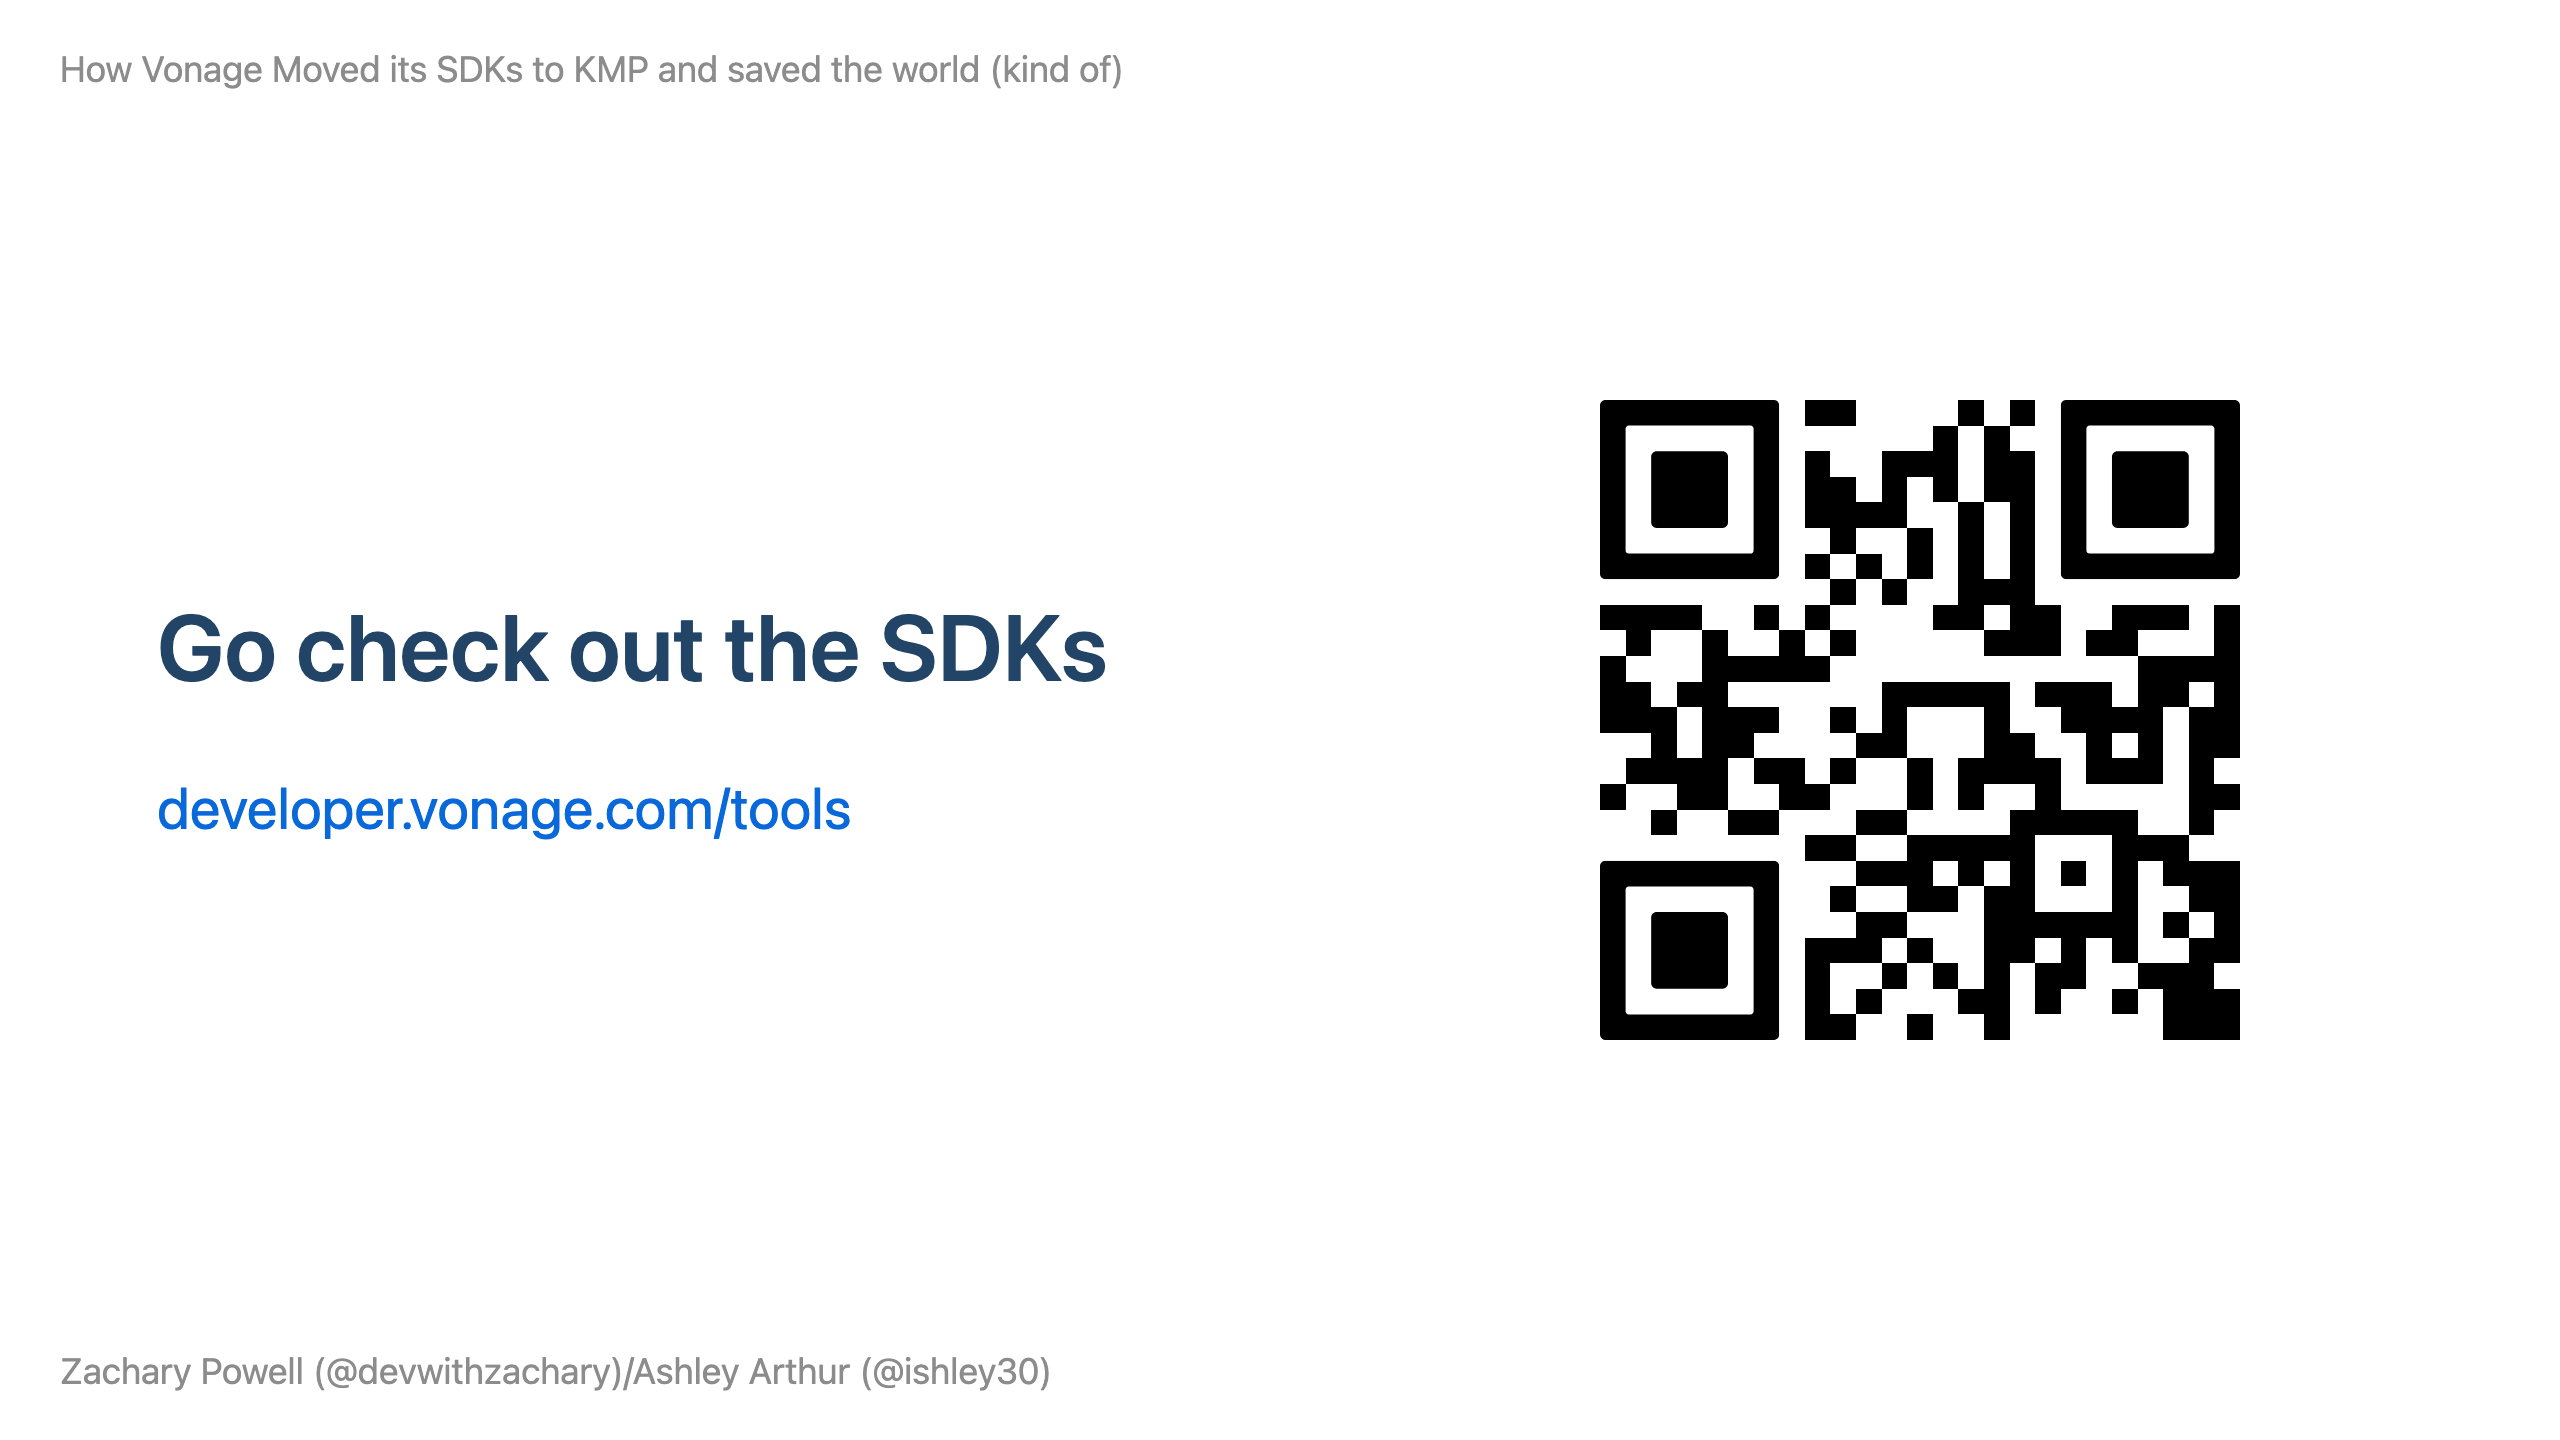 How Vonage Moved its SDKs to KMP and saved the world (kind of)
Go check out the SDKs
developer.vonage.com/tools
Zachary Powell (@devwithzachary)/Ashley Arthur (@ishley30)